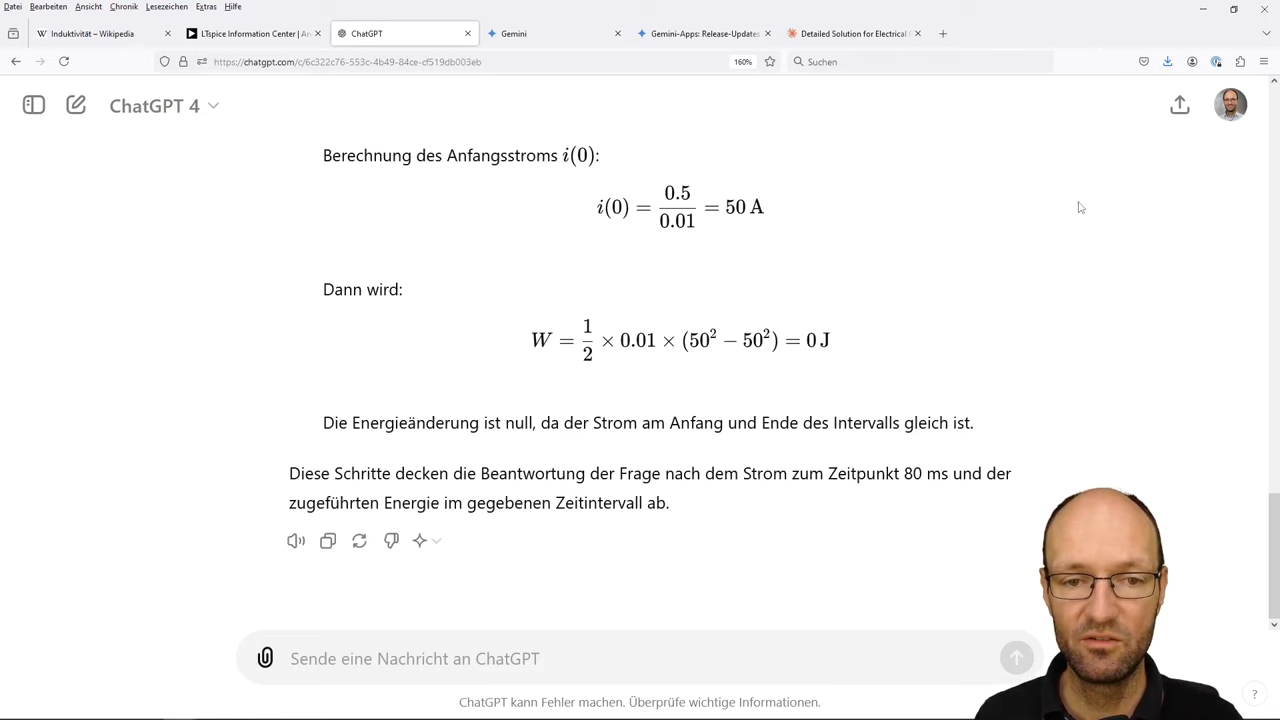 Datei Bearbeiten Ansicht Chronik Lesezeichen Extras Hilfe
W Induktivität – Wikipedia × LTspice Information Center | An × ChatGPT × Gemini × Gemini-Apps: Release-Updates × Detailed Solution for Electrical C × +
https://chatgpt.com/c/6c322c76-553c-4b49-84ce-cf519db003eb 160% Suchen
ChatGPT 4
Berechnung des Anfangsstroms i(0):
i(0) = 0.5/0.01 = 50 A
Dann wird:
W = 1/2 × 0.01 × (50² − 50²) = 0 J
Die Energieänderung ist null, da der Strom am Anfang und Ende des Intervalls gleich ist.
Diese Schritte decken die Beantwortung der Frage nach dem Strom zum Zeitpunkt 80 ms und der
zugeführten Energie im gegebenen Zeitintervall ab.
Sende eine Nachricht an ChatGPT
ChatGPT kann Fehler machen. Überprüfe wichtige Informationen.
?